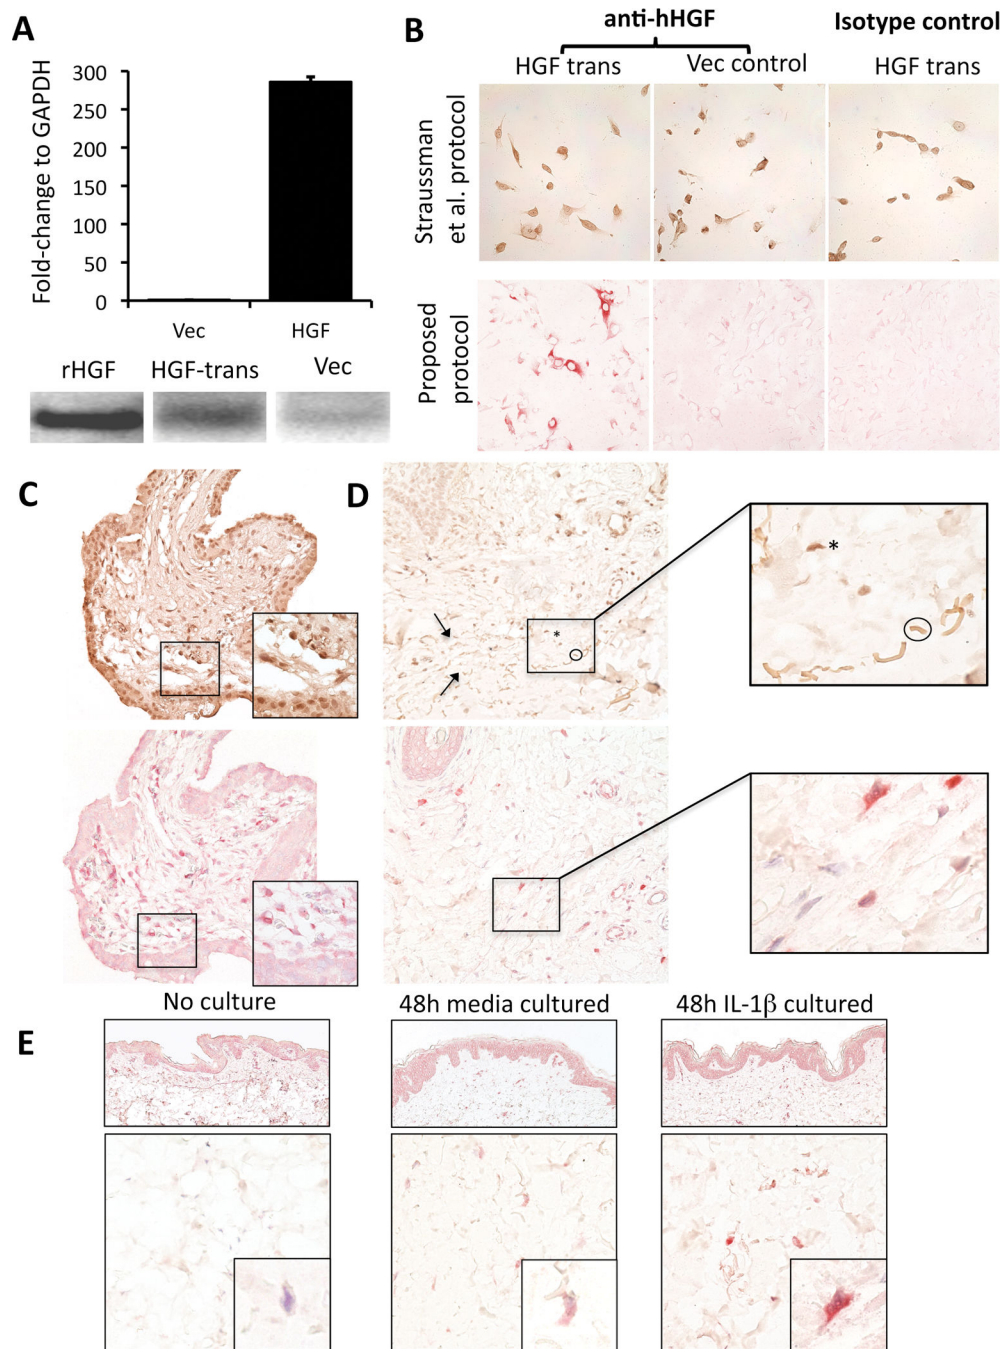 A
Fold-change to GAPDH
300
250
200
150
100
50
0
Vec
HGF
rHGF
HGF-trans
Vec
B
anti-hHGF
Isotype control
HGF trans
Vec control
HGF trans
Straussman
et al. protocol
Proposed
protocol
C
D
*
*
No culture
48h media cultured
48h IL-1β cultured
E